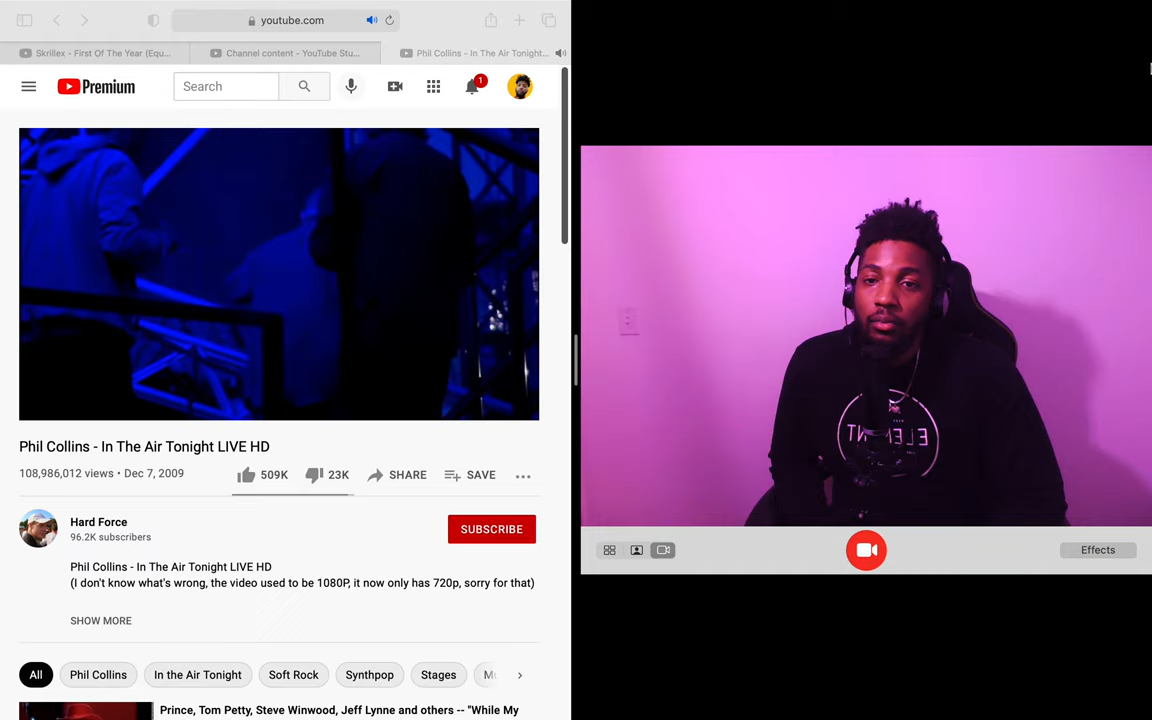 youtube.com
Skrillex - First Of The Year (Equ...
Channel content - YouTube Stu...
Phil Collins - In The Air Tonight...
Premium
Search
1
Phil Collins - In The Air Tonight LIVE HD
108,986,012 views • Dec 7, 2009
509K
23K
SHARE
SAVE
Hard Force
96.2K subscribers
SUBSCRIBE
Phil Collins - In The Air Tonight LIVE HD
(I don't know what's wrong, the video used to be 1080P, it now only has 720p, sorry for that)
SHOW MORE
All
Phil Collins
In the Air Tonight
Soft Rock
Synthpop
Stages
Prince, Tom Petty, Steve Winwood, Jeff Lynne and others -- "While My
Effects